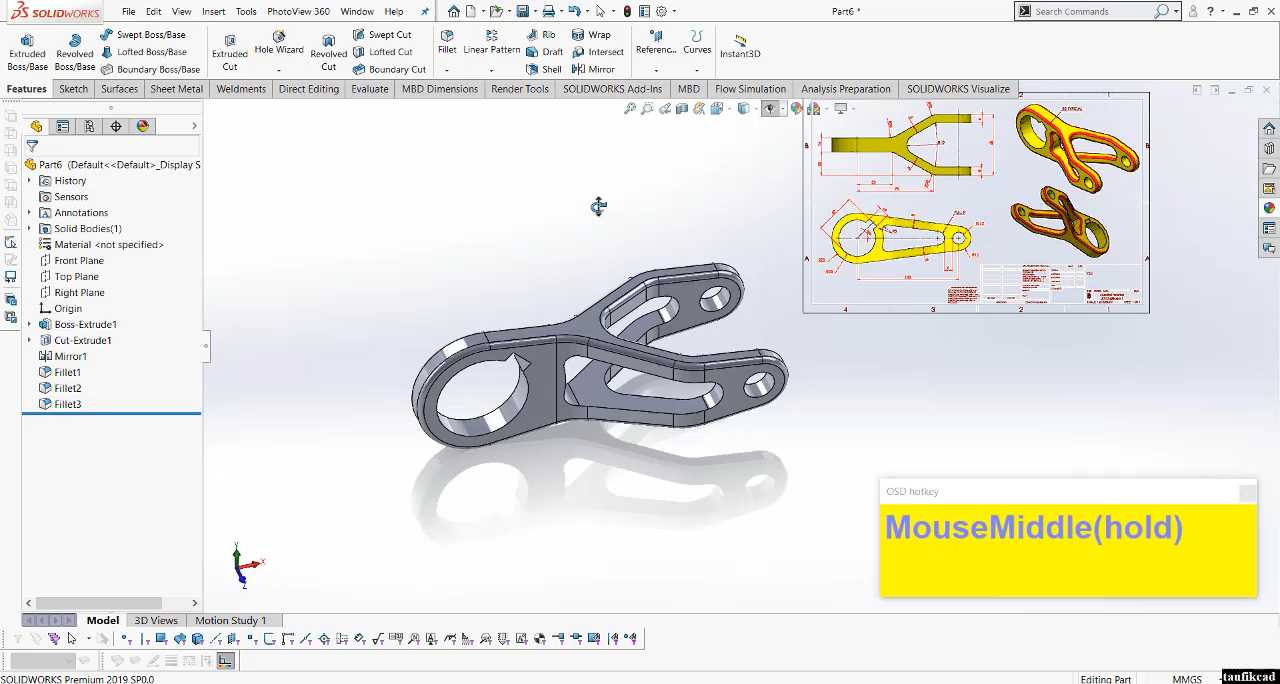 SOLIDWORKS
File Edit View Insert Tools PhotoView 360 Window Help
Part6 *
Search Commands
Extruded Boss/Base
Revolved Boss/Base
Swept Boss/Base
Lofted Boss/Base
Boundary Boss/Base
Extruded Cut
Hole Wizard
Revolved Cut
Swept Cut
Lofted Cut
Boundary Cut
Fillet
Linear Pattern
Rib
Draft
Shell
Wrap
Intersect
Mirror
Referenc...
Curves
Instant3D
Features Sketch Surfaces Sheet Metal Weldments Direct Editing Evaluate MBD Dimensions Render Tools SOLIDWORKS Add-Ins MBD Flow Simulation Analysis Preparation SOLIDWORKS Visualize
Part6 (Default<<Default>_Display S
History
Sensors
Annotations
Solid Bodies(1)
Material <not specified>
Front Plane
Top Plane
Right Plane
Origin
Boss-Extrude1
Cut-Extrude1
Mirror1
Fillet1
Fillet2
Fillet3
OSD hotkey
MouseMiddle(hold)
Y
X
Z
B
B
A
A
4 3 2 1
Model 3D Views Motion Study 1
SOLIDWORKS Premium 2019 SP0.0
Editing Part
MMGS
taufikcad